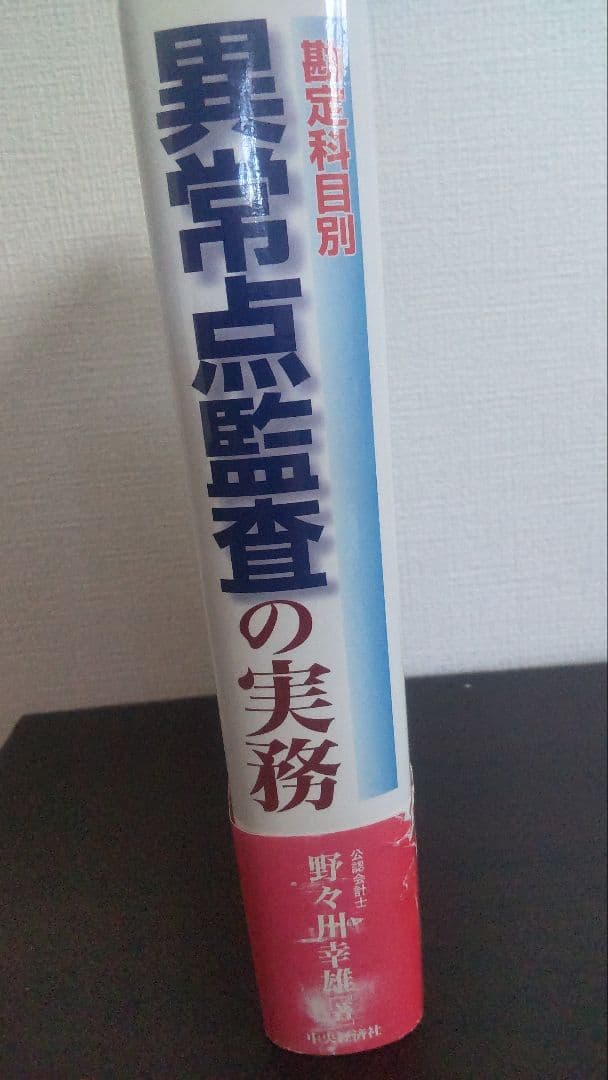 勘定科目別
異常点監査の実務
公認会計士
野々川幸雄［著］
中央経済社